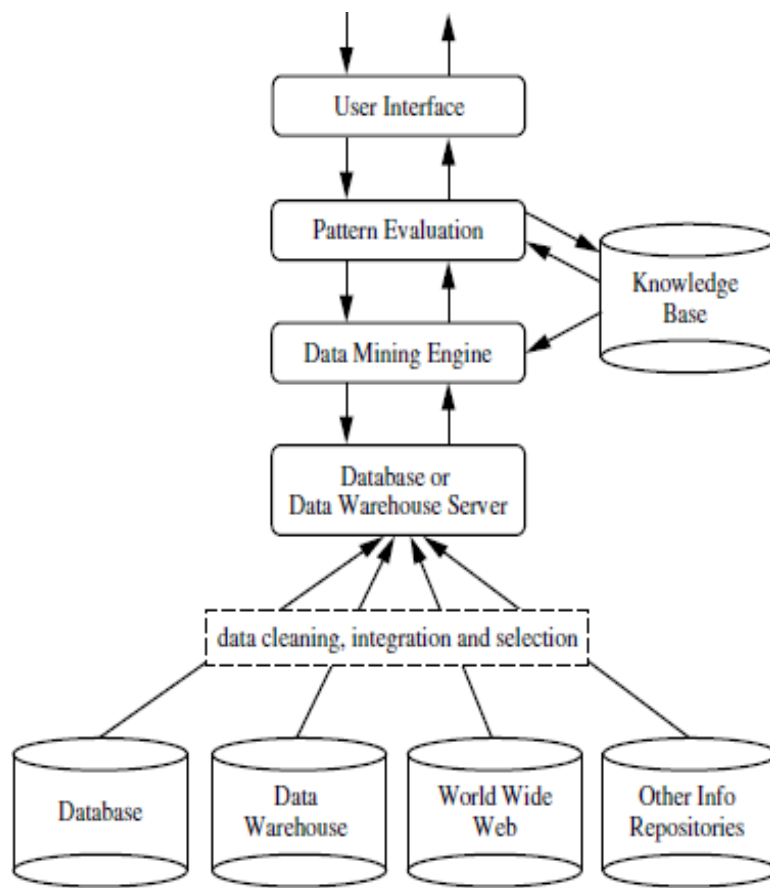 User Interface
Pattern Evaluation
Knowledge
Base
Data Mining Engine
Database or
Data Warehouse Server
data cleaning, integration and selection
Database
Data
Warehouse
World Wide
Web
Other Info
Repositories